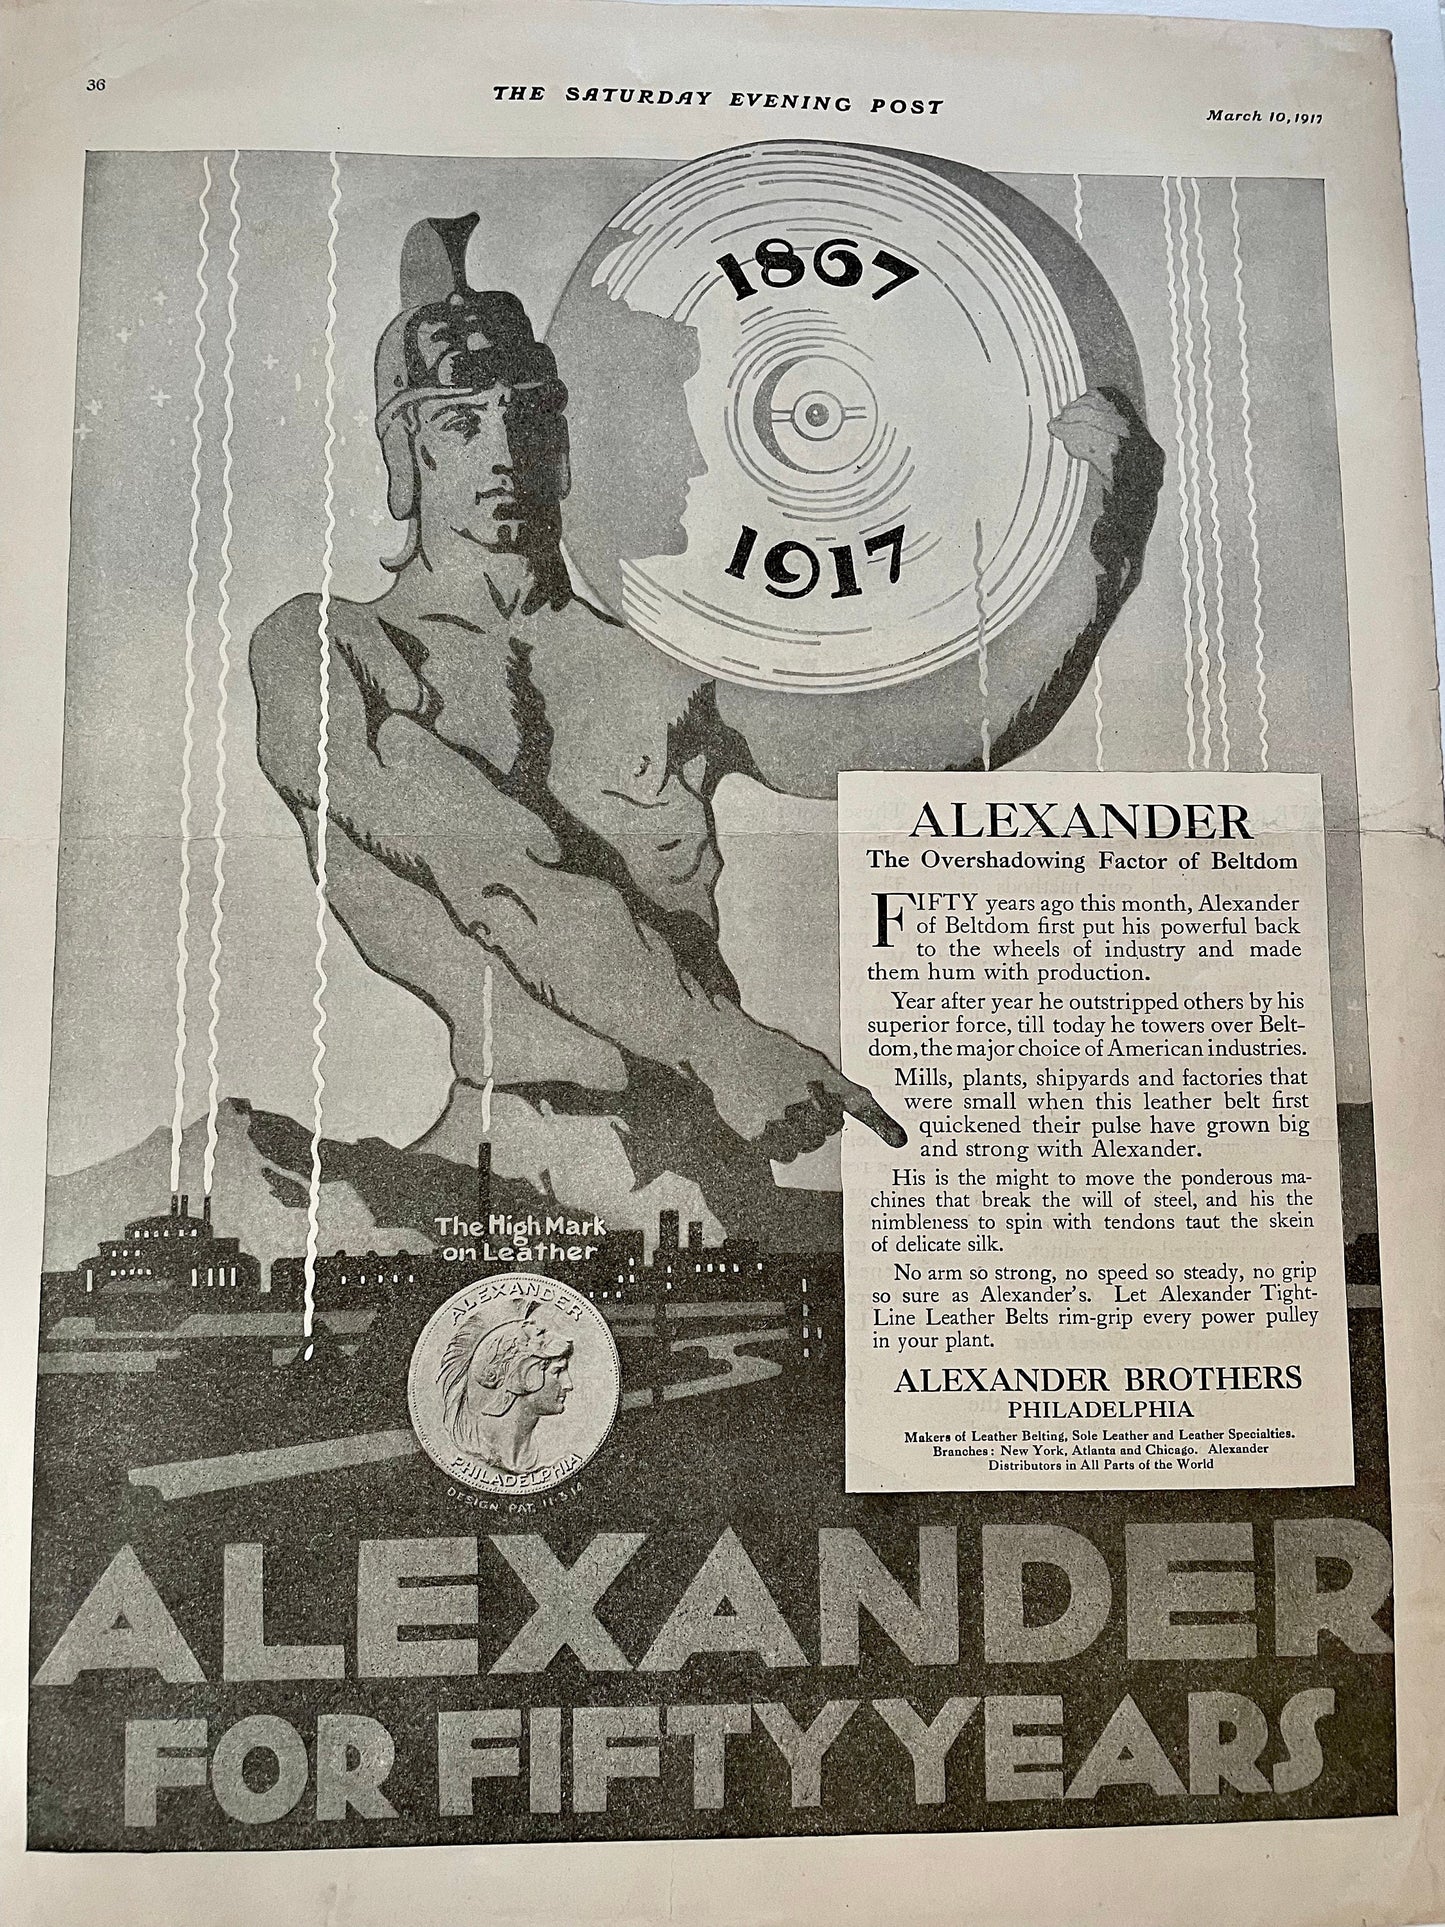 36
THE SATURDAY EVENING POST
March 10, 1917
1867
1917
ALEXANDER
The Overshadowing Factor of Beltdom
FIFTY years ago this month, Alexander
of Beltdom first put his powerful back
to the wheels of industry and made
them hum with production.
Year after year he outstripped others by his
superior force, till today he towers over Belt-
dom, the major choice of American industries.
Mills, plants, shipyards and factories that
were small when this leather belt first
quickened their pulse have grown big
and strong with Alexander.
His is the might to move the ponderous ma-
chines that break the will of steel, and his the
nimbleness to spin with tendons taut the skein
of delicate silk.
No arm so strong, no speed so steady, no grip
so sure as Alexander's. Let Alexander Tight-
Line Leather Belts rim-grip every power pulley
in your plant.
ALEXANDER BROTHERS
PHILADELPHIA
Makers of Leather Belting, Sole Leather and Leather Specialties.
Branches: New York, Atlanta and Chicago. Alexander
Distributors in All Parts of the World
The High Mark
on Leather
ALEXANDER
PHILADELPHIA
DESIGN PAT. 11·3·14
ALEXANDER
FOR FIFTY YEARS